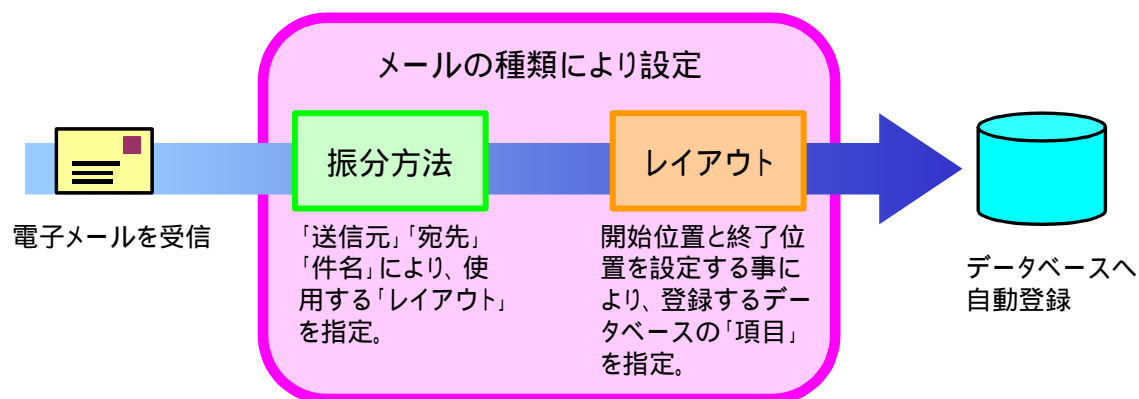 メールの種類により設定
振分方法
レイアウト
電子メールを受信
「送信元」「宛先」
「件名」により、使
用する「レイアウト」
を指定。
開始位置と終了位
置を設定する事に
より、登録するデー
タベースの「項目」
を指定。
データベースへ
自動登録